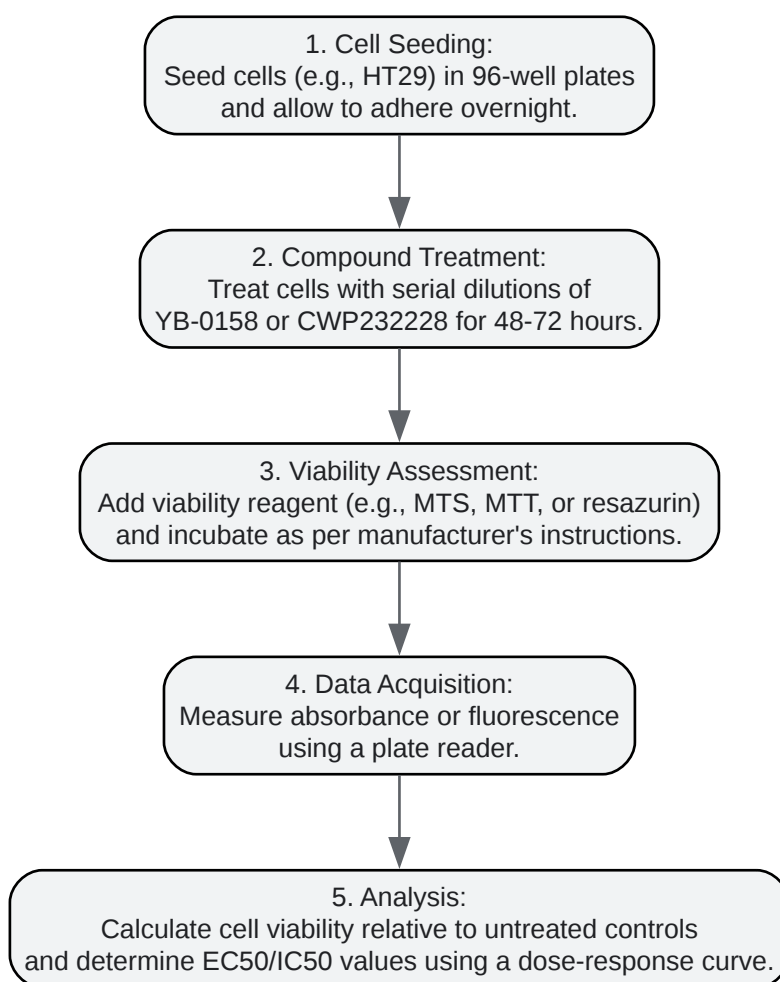 1. Cell Seeding:
Seed cells (e.g., HT29) in 96-well plates
and allow to adhere overnight.
2. Compound Treatment:
Treat cells with serial dilutions of
YB-0158 or CWP232228 for 48-72 hours.
3. Viability Assessment:
Add viability reagent (e.g., MTS, MTT, or resazurin)
and incubate as per manufacturer's instructions.
4. Data Acquisition:
Measure absorbance or fluorescence
using a plate reader.
5. Analysis:
Calculate cell viability relative to untreated controls
and determine EC50/IC50 values using a dose-response curve.